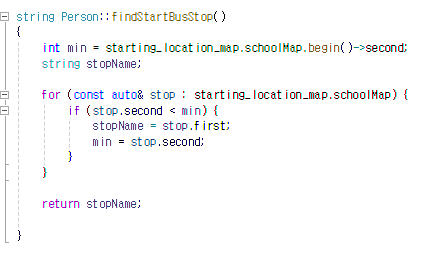 string Person::findStartBusStop()
{
    int min = starting_location_map.schoolMap.begin()->second;
    string stopName;

    for (const auto& stop : starting_location_map.schoolMap) {
        if (stop.second < min) {
            stopName = stop.first;
            min = stop.second;
        }
    }

    return stopName;

}